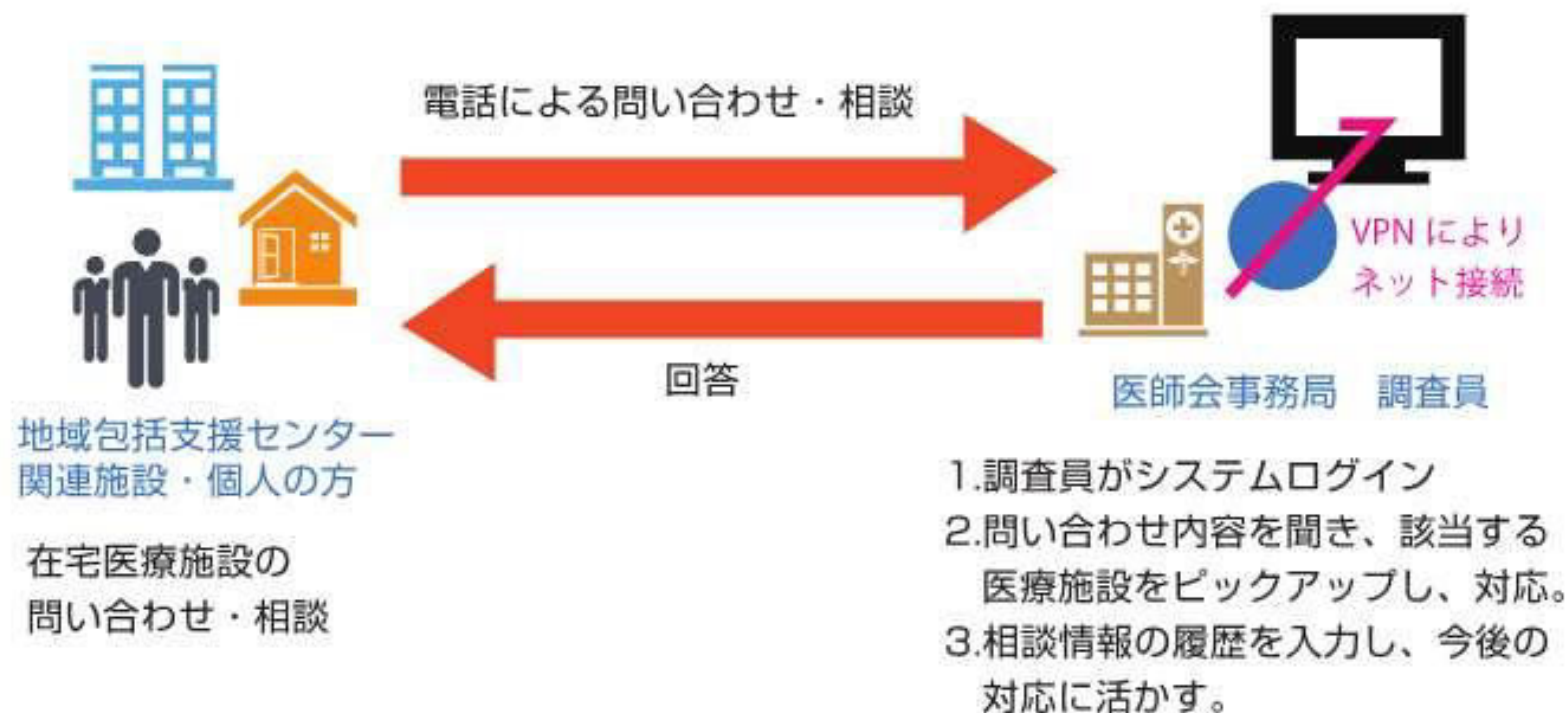 電話による問い合わせ・相談
VPN により
ネット接続
回答
医師会事務局　調査員
地域包括支援センター
関連施設・個人の方
在宅医療施設の
問い合わせ・相談
1.調査員がシステムログイン
2.問い合わせ内容を聞き、該当する
医療施設をピックアップし、対応。
3.相談情報の履歴を入力し、今後の
対応に活かす。